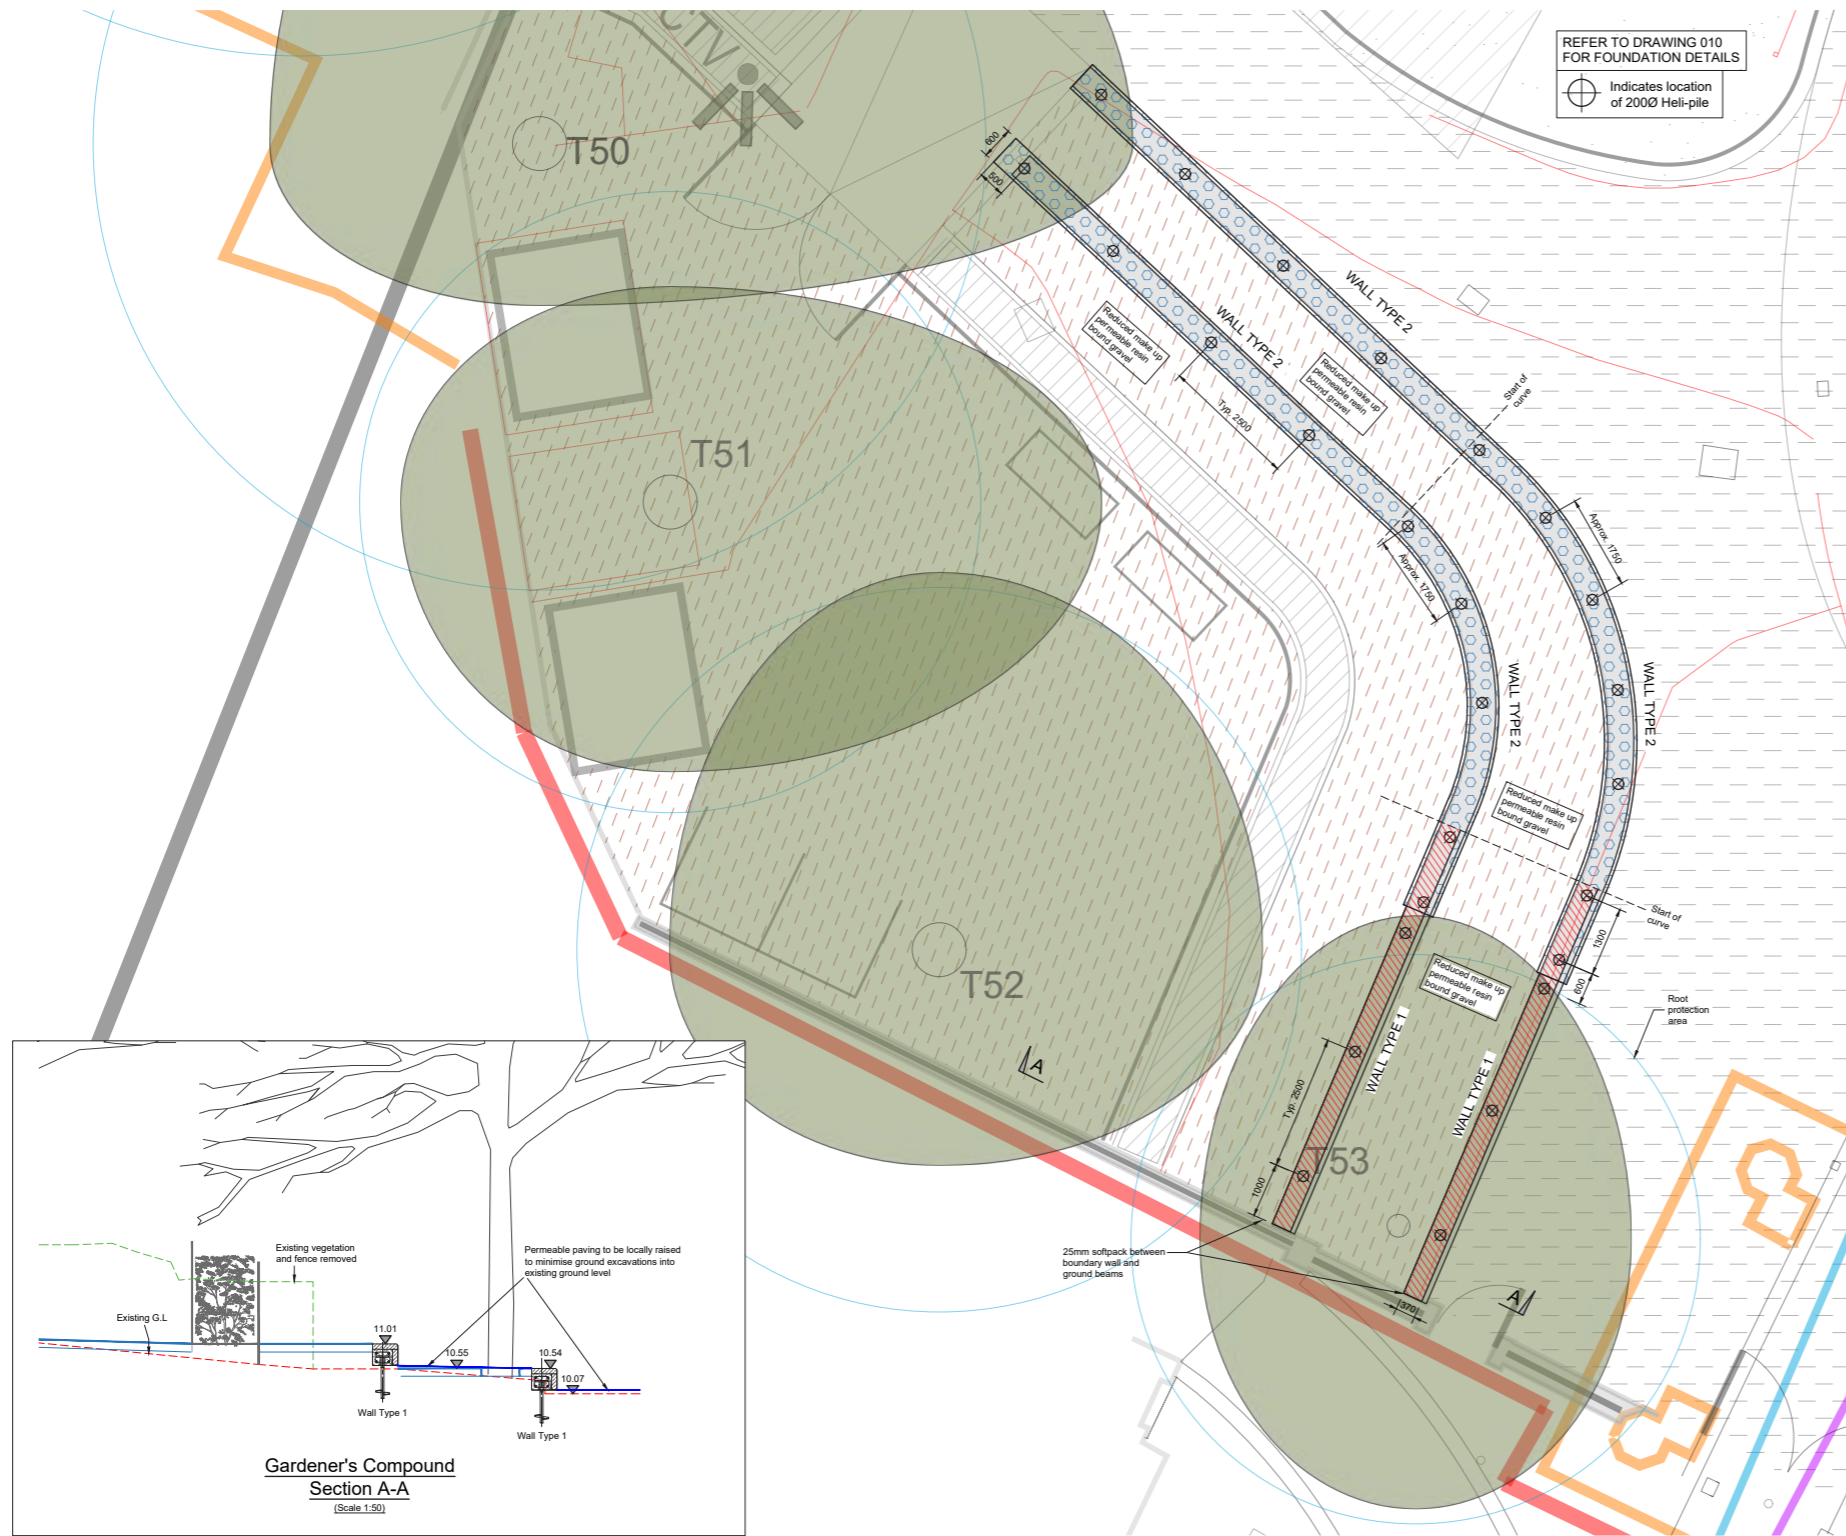 REFER TO DRAWING 010
FOR FOUNDATION DETAILS
Indicates location
of 200Ø Heli-pile
CTV
T50
600
500
WALL TYPE 2
WALL TYPE 2
Reduced make up
permeable resin
bound gravel
Reduced make up
permeable resin
bound gravel
Start of
curve
Typ. 2500
T51
Approx. 1750
Approx. 1750
WALL TYPE 2
WALL TYPE 2
Reduced make up
permeable resin
bound gravel
Start of
curve
1300
600
Reduced make up
permeable resin
bound gravel
T52
Root
protection
area
WALL TYPE 1
WALL TYPE 1
A
Typ. 2500
1000
T53
25mm softpack between
boundary wall and
ground beams
370
A
Existing vegetation
and fence removed
Permeable paving to be locally raised
to minimise ground excavations into
existing ground level
Existing G.L
11.01
10.55
10.54
10.07
Wall Type 1
Wall Type 1
Gardener's Compound
Section A-A
(Scale 1:50)